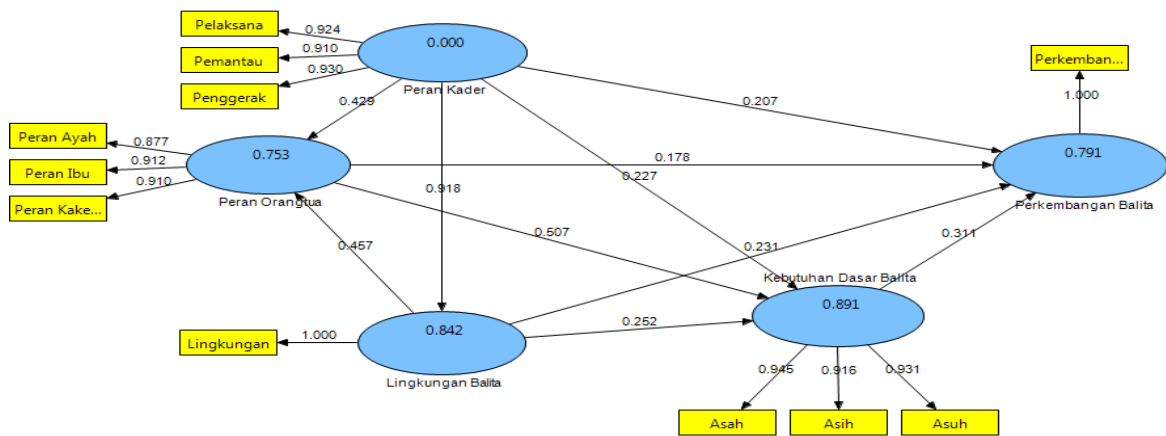 Pelaksana
0.924
0.000
Pemantau
0.910
Perkemban...
Penggerak
0.930
Peran Kader
1.000
0.429
0.207
Peran Ayah
0.877
0.753
0.791
Peran Ibu
0.912
0.178
0.918
0.227
Peran Kake...
0.910
Peran Orangtua
Perkembangan Balita
0.507
0.311
0.457
0.231
Kebutuhan Dasar Balita
0.891
Lingkungan
1.000
0.842
0.252
Lingkungan Balita
0.945
0.916
0.931
Asah
Asih
Asuh